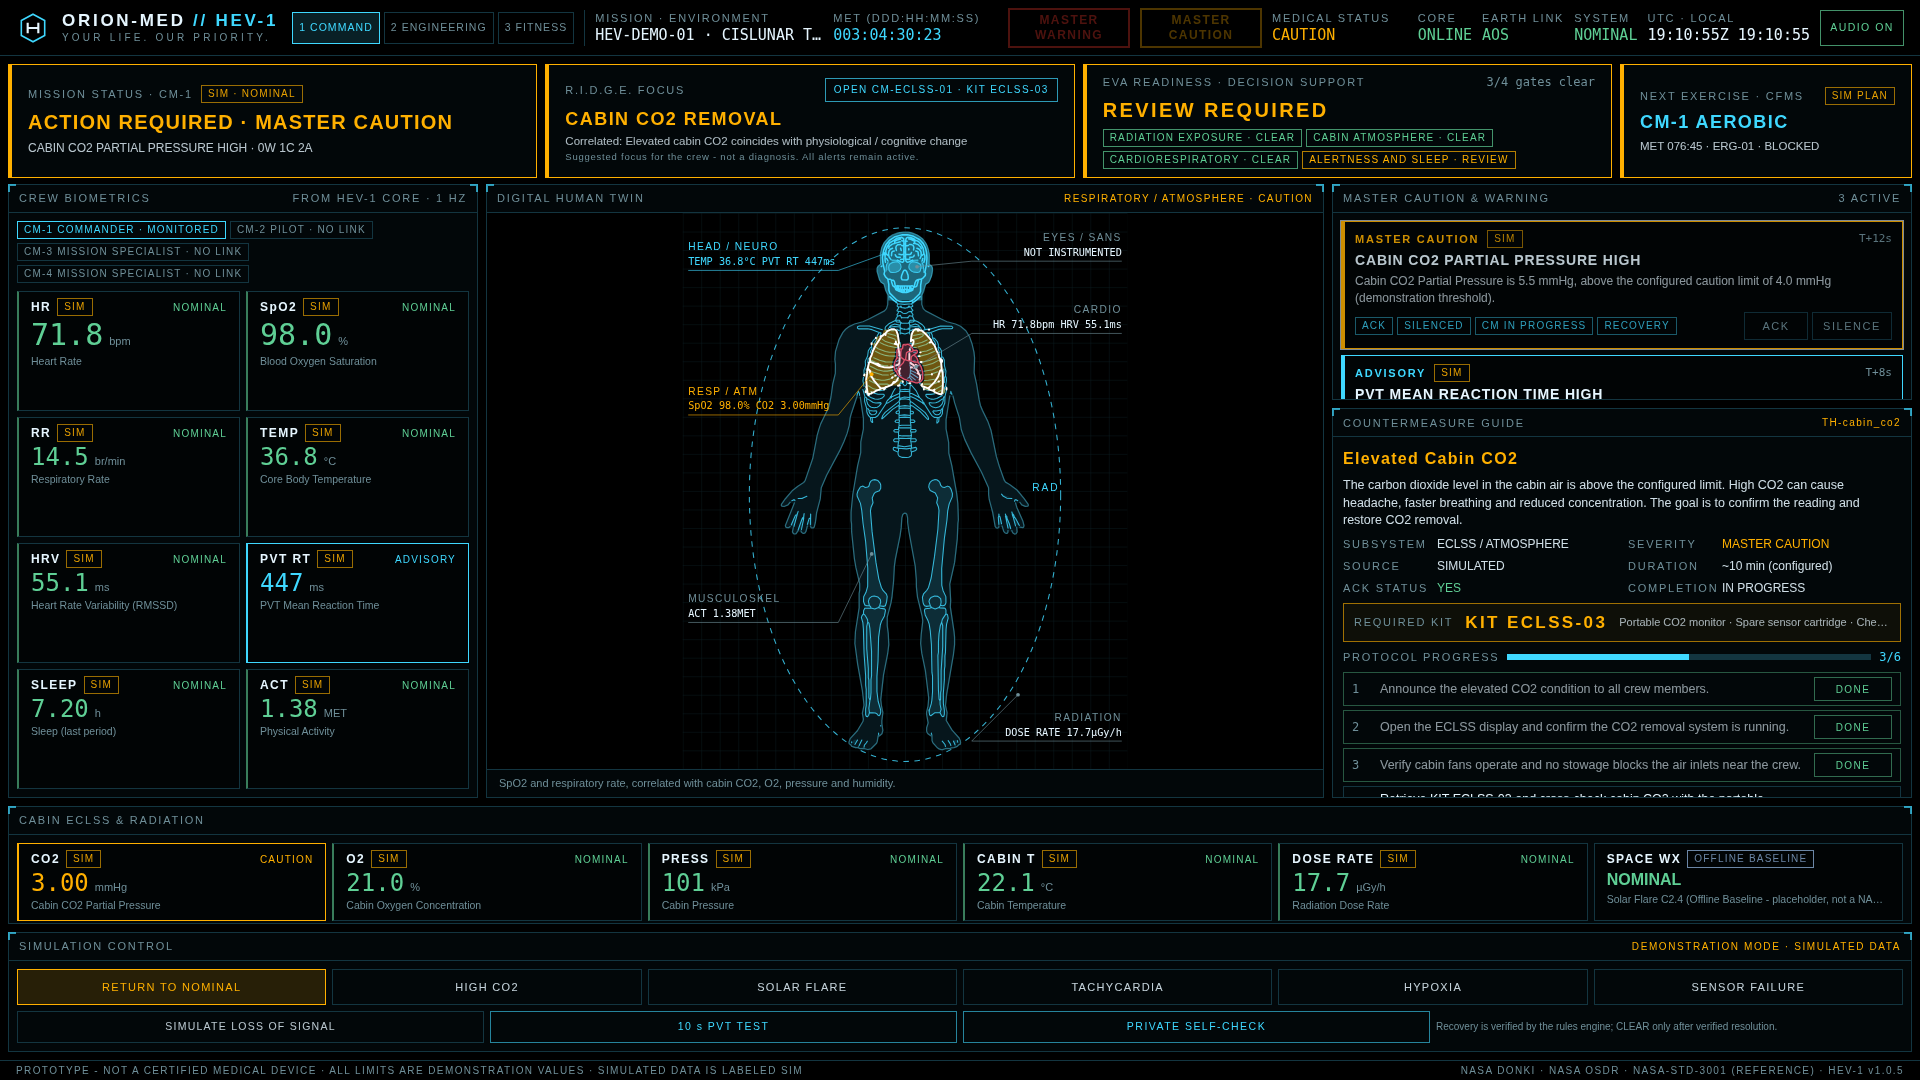 ORION-MED // HEV-1
YOUR LIFE. OUR PRIORITY.
1 COMMAND
2 ENGINEERING
3 FITNESS
MISSION · ENVIRONMENT
HEV-DEMO-01 · CISLUNAR T…
MET (DDD:HH:MM:SS)
003:04:30:23
MASTER WARNING
MASTER CAUTION
MEDICAL STATUS
CAUTION
CORE
ONLINE
EARTH LINK
AOS
SYSTEM
NOMINAL
UTC · LOCAL
19:10:55Z 19:10:55
AUDIO ON
MISSION STATUS · CM-1 SIM · NOMINAL
ACTION REQUIRED · MASTER CAUTION
CABIN CO2 PARTIAL PRESSURE HIGH · 0W 1C 2A
R.I.D.G.E. FOCUS
OPEN CM-ECLSS-01 · KIT ECLSS-03
CABIN CO2 REMOVAL
Correlated: Elevated cabin CO2 coincides with physiological / cognitive change
Suggested focus for the crew - not a diagnosis. All alerts remain active.
EVA READINESS · DECISION SUPPORT
3/4 gates clear
REVIEW REQUIRED
RADIATION EXPOSURE · CLEAR
CABIN ATMOSPHERE · CLEAR
CARDIORESPIRATORY · CLEAR
ALERTNESS AND SLEEP · REVIEW
NEXT EXERCISE · CFMS
SIM PLAN
CM-1 AEROBIC
MET 076:45 · ERG-01 · BLOCKED
CREW BIOMETRICS
FROM HEV-1 CORE · 1 HZ
CM-1 COMMANDER · MONITORED
CM-2 PILOT · NO LINK
CM-3 MISSION SPECIALIST · NO LINK
CM-4 MISSION SPECIALIST · NO LINK
HR SIM NOMINAL
71.8 bpm
Heart Rate
SpO2 SIM NOMINAL
98.0 %
Blood Oxygen Saturation
RR SIM NOMINAL
14.5 br/min
Respiratory Rate
TEMP SIM NOMINAL
36.8 °C
Core Body Temperature
HRV SIM NOMINAL
55.1 ms
Heart Rate Variability (RMSSD)
PVT RT SIM ADVISORY
447 ms
PVT Mean Reaction Time
SLEEP SIM NOMINAL
7.20 h
Sleep (last period)
ACT SIM NOMINAL
1.38 MET
Physical Activity
DIGITAL HUMAN TWIN
RESPIRATORY / ATMOSPHERE · CAUTION
HEAD / NEURO
TEMP 36.8°C PVT RT 447ms
EYES / SANS
NOT INSTRUMENTED
CARDIO
HR 71.8bpm HRV 55.1ms
RESP / ATM
SpO2 98.0% CO2 3.00mmHg
RAD
MUSCULOSKEL
ACT 1.38MET
RADIATION
DOSE RATE 17.7µGy/h
SpO2 and respiratory rate, correlated with cabin CO2, O2, pressure and humidity.
MASTER CAUTION & WARNING
3 ACTIVE
MASTER CAUTION SIM T+12s
CABIN CO2 PARTIAL PRESSURE HIGH
Cabin CO2 Partial Pressure is 5.5 mmHg, above the configured caution limit of 4.0 mmHg
(demonstration threshold).
ACK
SILENCED
CM IN PROGRESS
RECOVERY
ACK
SILENCE
ADVISORY SIM T+8s
PVT MEAN REACTION TIME HIGH
COUNTERMEASURE GUIDE
TH-cabin_co2
Elevated Cabin CO2
The carbon dioxide level in the cabin air is above the configured limit. High CO2 can cause
headache, faster breathing and reduced concentration. The goal is to confirm the reading and
restore CO2 removal.
SUBSYSTEM ECLSS / ATMOSPHERE
SEVERITY MASTER CAUTION
SOURCE SIMULATED
DURATION ~10 min (configured)
ACK STATUS YES
COMPLETION IN PROGRESS
REQUIRED KIT KIT ECLSS-03 Portable CO2 monitor · Spare sensor cartridge · Che…
PROTOCOL PROGRESS 3/6
1 Announce the elevated CO2 condition to all crew members. DONE
2 Open the ECLSS display and confirm the CO2 removal system is running. DONE
3 Verify cabin fans operate and no stowage blocks the air inlets near the crew. DONE
Retrieve KIT ECLSS-03 and cross-check cabin CO2 with the portable
CABIN ECLSS & RADIATION
CO2 SIM CAUTION
3.00 mmHg
Cabin CO2 Partial Pressure
O2 SIM NOMINAL
21.0 %
Cabin Oxygen Concentration
PRESS SIM NOMINAL
101 kPa
Cabin Pressure
CABIN T SIM NOMINAL
22.1 °C
Cabin Temperature
DOSE RATE SIM NOMINAL
17.7 µGy/h
Radiation Dose Rate
SPACE WX OFFLINE BASELINE
NOMINAL
Solar Flare C2.4 (Offline Baseline - placeholder, not a NA…
SIMULATION CONTROL
DEMONSTRATION MODE · SIMULATED DATA
RETURN TO NOMINAL
HIGH CO2
SOLAR FLARE
TACHYCARDIA
HYPOXIA
SENSOR FAILURE
SIMULATE LOSS OF SIGNAL
10 s PVT TEST
PRIVATE SELF-CHECK
Recovery is verified by the rules engine; CLEAR only after verified resolution.
PROTOTYPE - NOT A CERTIFIED MEDICAL DEVICE · ALL LIMITS ARE DEMONSTRATION VALUES · SIMULATED DATA IS LABELED SIM
NASA DONKI · NASA OSDR · NASA-STD-3001 (REFERENCE) · HEV-1 v1.0.5